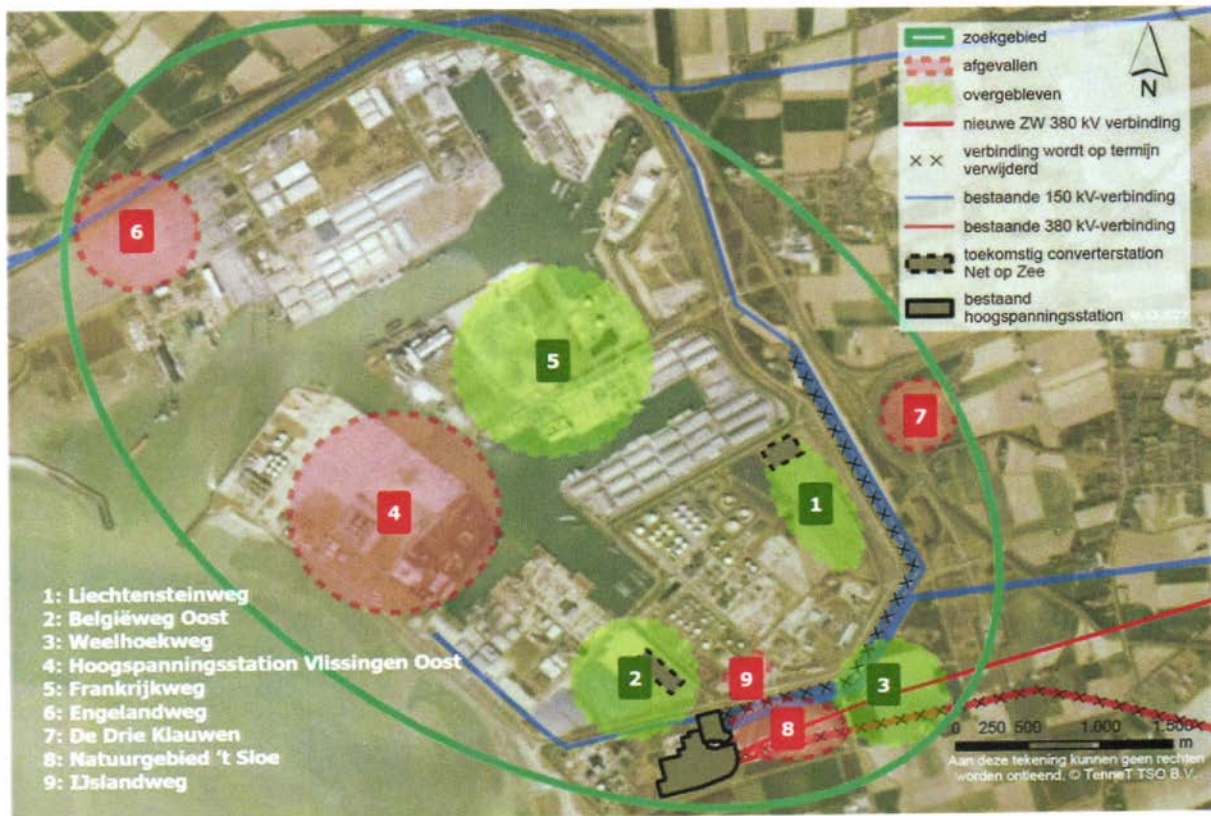 zoekgebied
afgevallen
overgebleven
nieuwe ZW 380 kV verbinding
verbinding wordt op termijn
verwijderd
bestaande 150 kV-verbinding
bestaande 380 kV-verbinding
toekomstig converterstation
Net op Zee
bestaand
hoogspanningsstation
N
6
5
7
4
1
2
9
3
8
1: Liechtensteinweg
2: Belgiëweg Oost
3: Weelhoekweg
4: Hoogspanningsstation Vlissingen Oost
5: Frankrijkweg
6: Engelandweg
7: De Drie Klauwen
8: Natuurgebied 't Sloe
9: IJslandweg
0 250 500 1.000 1.500
m
Aan deze tekening kunnen geen rechten
worden ontleend. © TenneT TSO B.V.